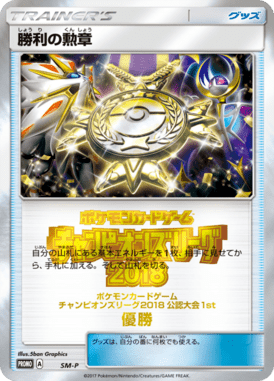 TRAINER'S
グッズ
しょうり くんしょう
勝利の勲章
ポケモンカードゲーム
チャンピオンズリーグ
2018
自分の山札にある基本エネルギーを1枚、相手に見せてから、
手札に加える。そして山札を切る。
ポケモンカードゲーム
チャンピオンズリーグ2018 公認大会 1st
優勝
Illus. 5ban Graphics
PROMO A SM-P
グッズは、自分の番に何枚でも使える。
©2017 Pokémon/Nintendo/Creatures/GAME FREAK.